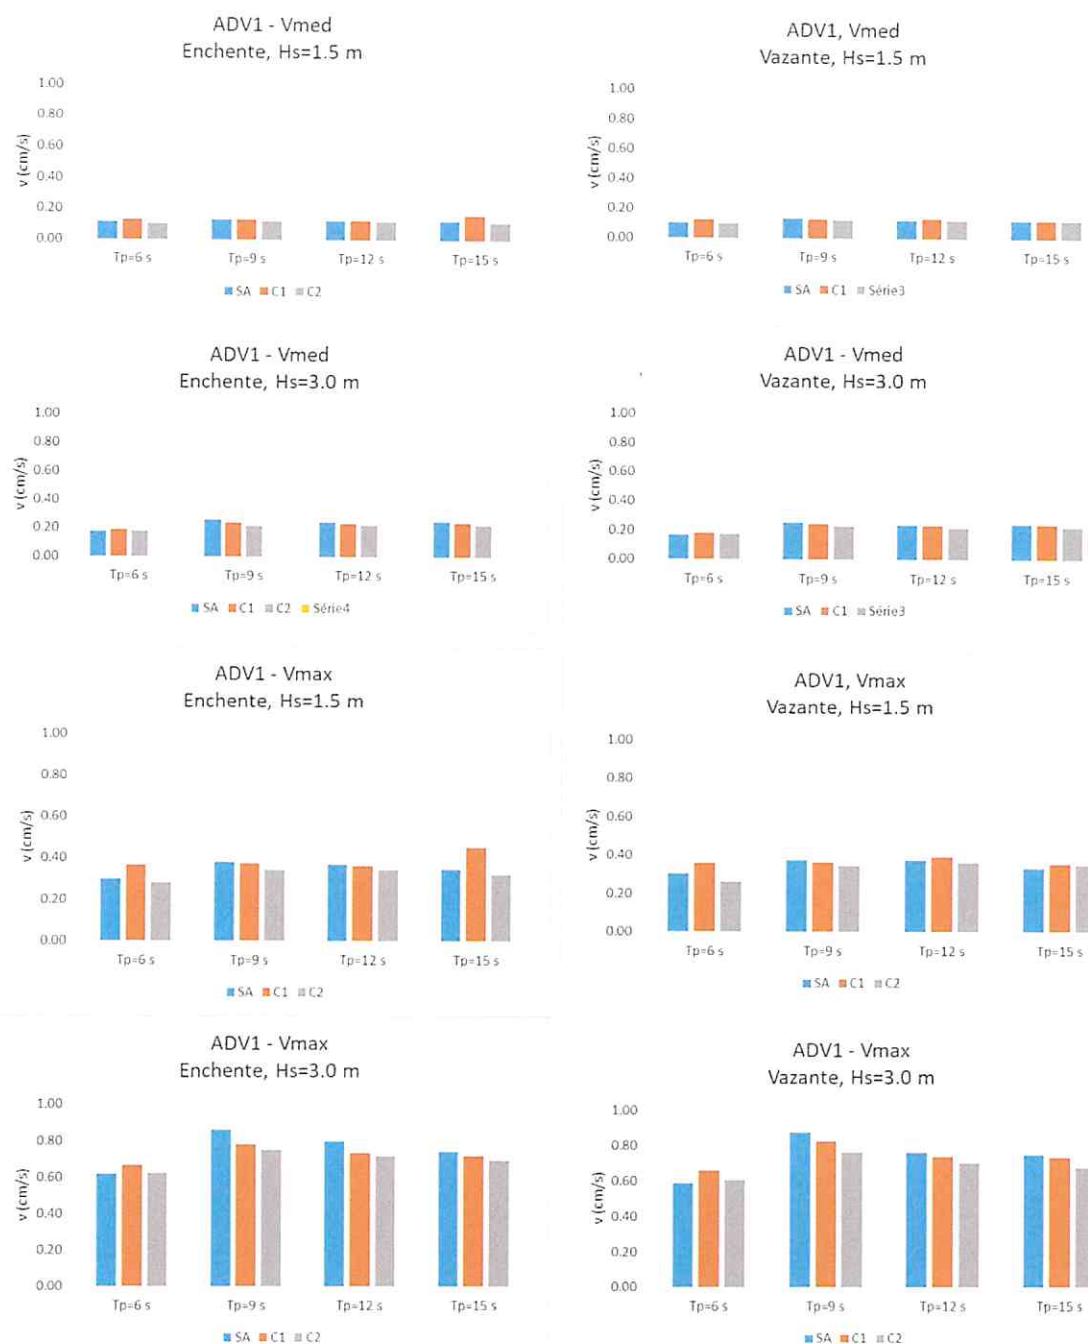 ADV1 - Vmed
Enchente, Hs=1.5 m
1.00
0.80
0.60
0.40
0.20
0.00
v (cm/s)
Tp=6 s Tp=9 s Tp=12 s Tp=15 s
SA C1 C2
ADV1, Vmed
Vazante, Hs=1.5 m
1.00
0.80
0.60
0.40
0.20
0.00
v (cm/s)
Tp=6 s Tp=9 s Tp=12 s Tp=15 s
SA C1 Série3
ADV1 - Vmed
Enchente, Hs=3.0 m
1.00
0.80
0.60
0.40
0.20
0.00
v (cm/s)
Tp=6 s Tp=9 s Tp=12 s Tp=15 s
SA C1 C2 Série4
ADV1 - Vmed
Vazante, Hs=3.0 m
1.00
0.80
0.60
0.40
0.20
0.00
v (cm/s)
Tp=6 s Tp=9 s Tp=12 s Tp=15 s
SA C1 Série3
ADV1 - Vmax
Enchente, Hs=1.5 m
1.00
0.80
0.60
0.40
0.20
0.00
v (cm/s)
Tp=6 s Tp=9 s Tp=12 s Tp=15 s
SA C1 C2
ADV1, Vmax
Vazante, Hs=1.5 m
1.00
0.80
0.60
0.40
0.20
0.00
v (cm/s)
Tp=6 s Tp=9 s Tp=12 s Tp=15 s
SA C1 C2
ADV1 - Vmax
Enchente, Hs=3.0 m
1.00
0.80
0.60
0.40
0.20
0.00
v (cm/s)
Tp=6 s Tp=9 s Tp=12 s Tp=15 s
SA C1 C2
ADV1 - Vmax
Vazante, Hs=3.0 m
1.00
0.80
0.60
0.40
0.20
0.00
v (cm/s)
Tp=6 s Tp=9 s Tp=12 s Tp=15 s
SA C1 C2